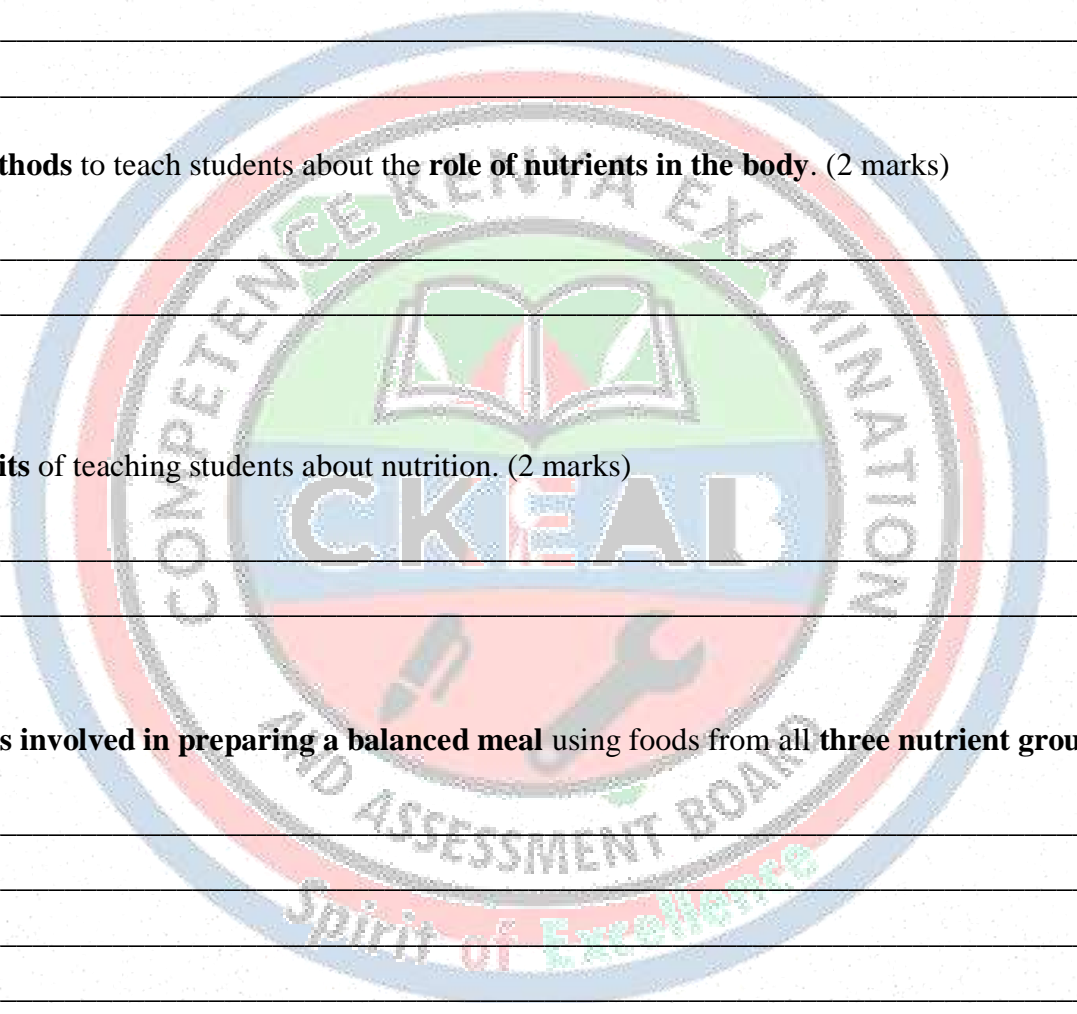 thods to teach students about the role of nutrients in the body. (2 marks)
COMPETENCE KENYA EXAMINATION
its of teaching students about nutrition. (2 marks)
CKEAB
s involved in preparing a balanced meal using foods from all three nutrient grou
AND ASSESSMENT BOARD
Spirit of Excellence